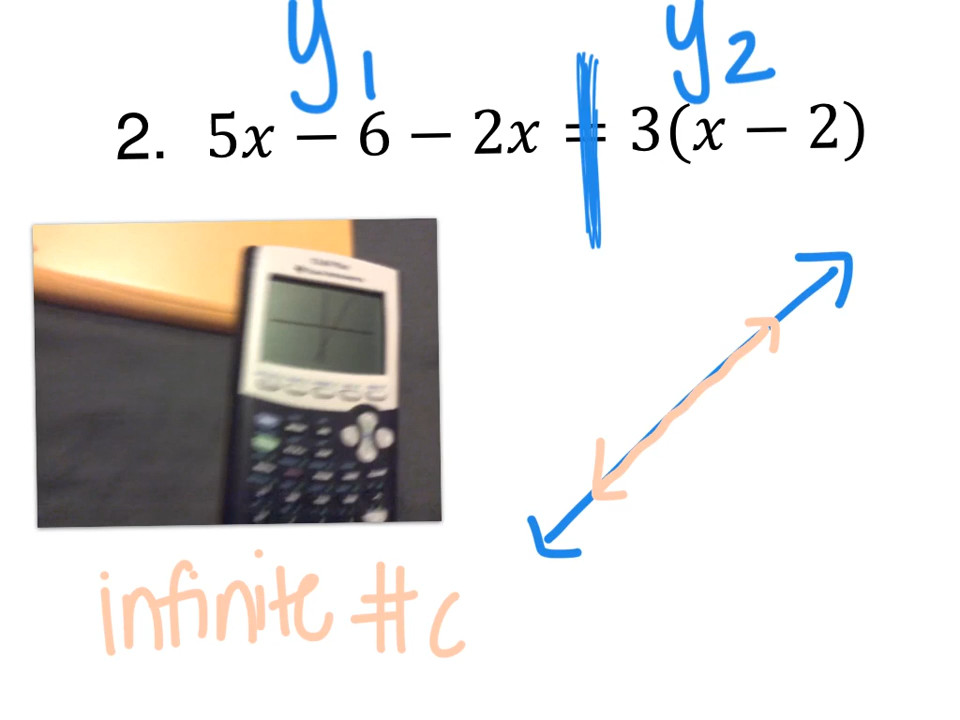 y1 y2
2. 5x − 6 − 2x = 3(x − 2)
infinite # c